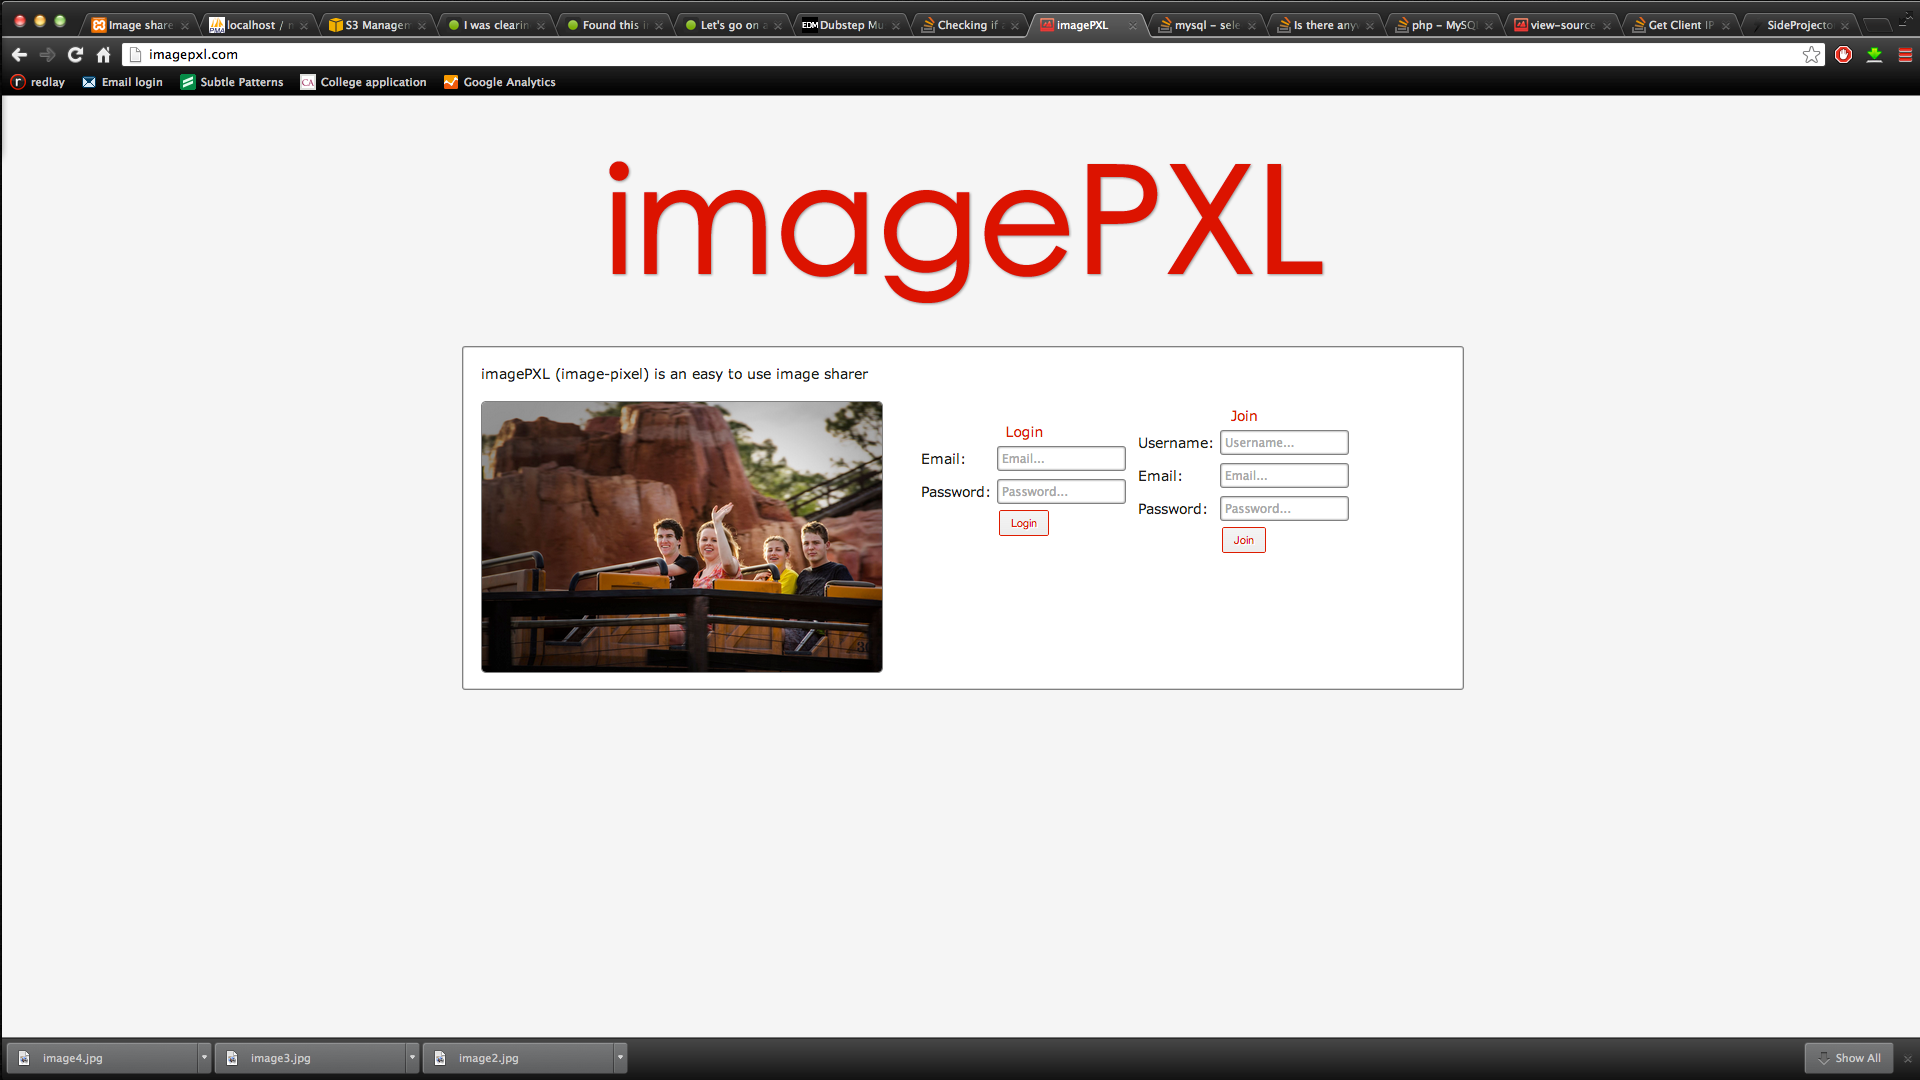 Image share
localhost / n
S3 Managem
I was clearin
Found this i
Let's go on a
EDM Dubstep Mu
Checking if a
imagePXL
mysql - sele
Is there any
php - MySQL
view-source
Get Client IP
SideProjecto
imagepxl.com
redlay
Email login
Subtle Patterns
CA College application
Google Analytics
imagePXL
imagePXL (image-pixel) is an easy to use image sharer
Login
Email: Email...
Password: Password...
Login
Join
Username: Username...
Email: Email...
Password: Password...
Join
image4.jpg
image3.jpg
image2.jpg
Show All